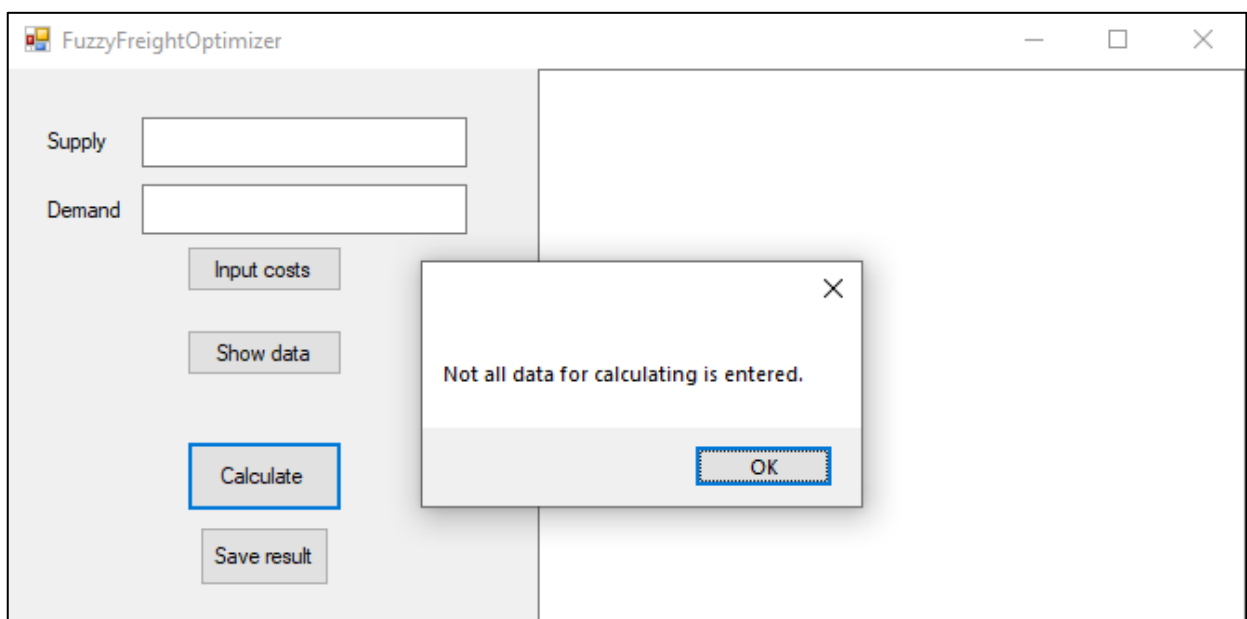 FuzzyFreightOptimizer
Supply
Demand
Input costs
Show data
Not all data for calculating is entered.
OK
Calculate
Save result